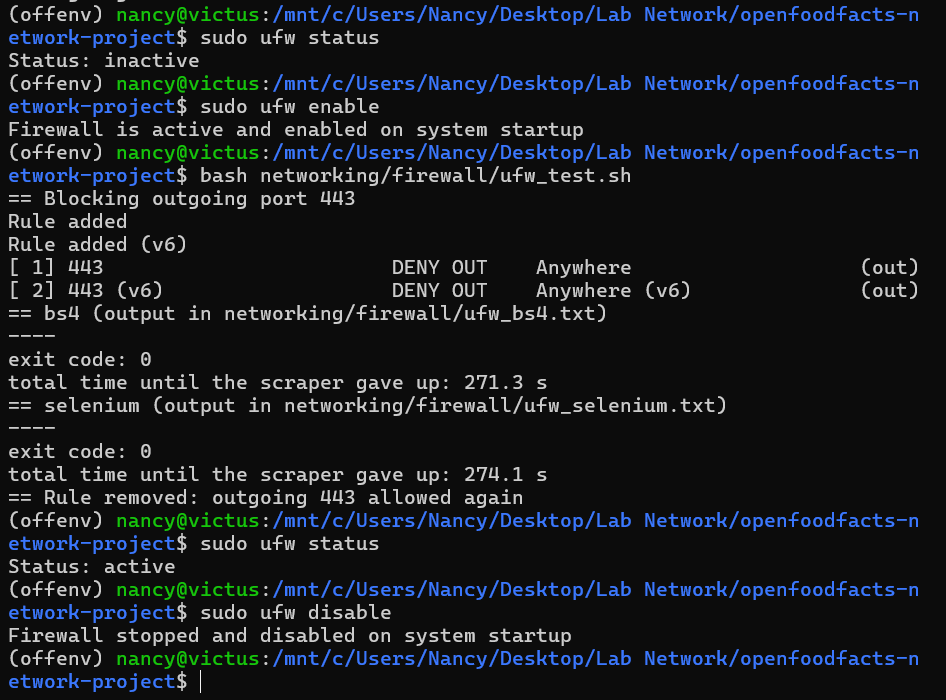 (offenv) nancy@victus:/mnt/c/Users/Nancy/Desktop/Lab Network/openfoodfacts-n
etwork-project$ sudo ufw status
Status: inactive
(offenv) nancy@victus:/mnt/c/Users/Nancy/Desktop/Lab Network/openfoodfacts-n
etwork-project$ sudo ufw enable
Firewall is active and enabled on system startup
(offenv) nancy@victus:/mnt/c/Users/Nancy/Desktop/Lab Network/openfoodfacts-n
etwork-project$ bash networking/firewall/ufw_test.sh
== Blocking outgoing port 443
Rule added
Rule added (v6)
[ 1] 443                        DENY OUT    Anywhere                   (out)
[ 2] 443 (v6)                   DENY OUT    Anywhere (v6)              (out)
== bs4 (output in networking/firewall/ufw_bs4.txt)
----
exit code: 0
total time until the scraper gave up: 271.3 s
== selenium (output in networking/firewall/ufw_selenium.txt)
----
exit code: 0
total time until the scraper gave up: 274.1 s
== Rule removed: outgoing 443 allowed again
(offenv) nancy@victus:/mnt/c/Users/Nancy/Desktop/Lab Network/openfoodfacts-n
etwork-project$ sudo ufw status
Status: active
(offenv) nancy@victus:/mnt/c/Users/Nancy/Desktop/Lab Network/openfoodfacts-n
etwork-project$ sudo ufw disable
Firewall stopped and disabled on system startup
(offenv) nancy@victus:/mnt/c/Users/Nancy/Desktop/Lab Network/openfoodfacts-n
etwork-project$